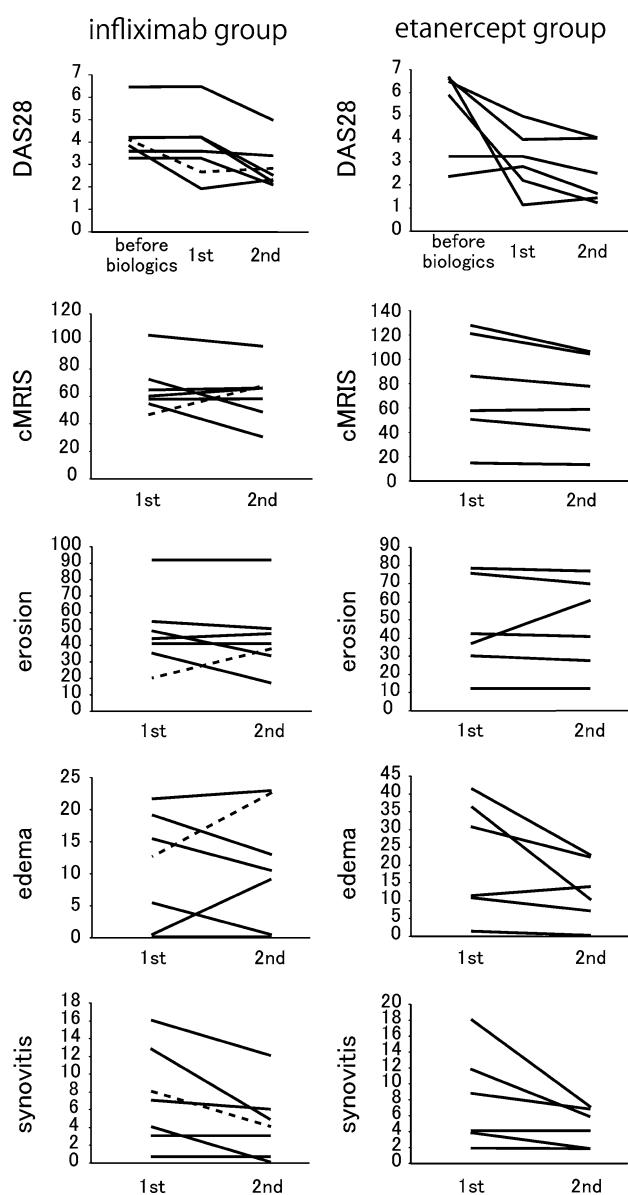 infliximab group
etanercept group
DAS28
7
6
5
4
3
2
1
0
before
biologics
1st
2nd
DAS28
7
6
5
4
3
2
1
0
before
biologics
1st
2nd
cMRIS
120
100
80
60
40
20
0
1st
2nd
cMRIS
140
120
100
80
60
40
20
0
1st
2nd
erosion
100
90
80
70
60
50
40
30
20
10
0
1st
2nd
erosion
90
80
70
60
50
40
30
20
10
0
1st
2nd
edema
25
20
15
10
5
0
1st
2nd
edema
45
40
35
30
25
20
15
10
5
0
1st
2nd
synovitis
18
16
14
12
10
8
6
4
2
0
1st
2nd
synovitis
20
18
16
14
12
10
8
6
4
2
0
1st
2nd